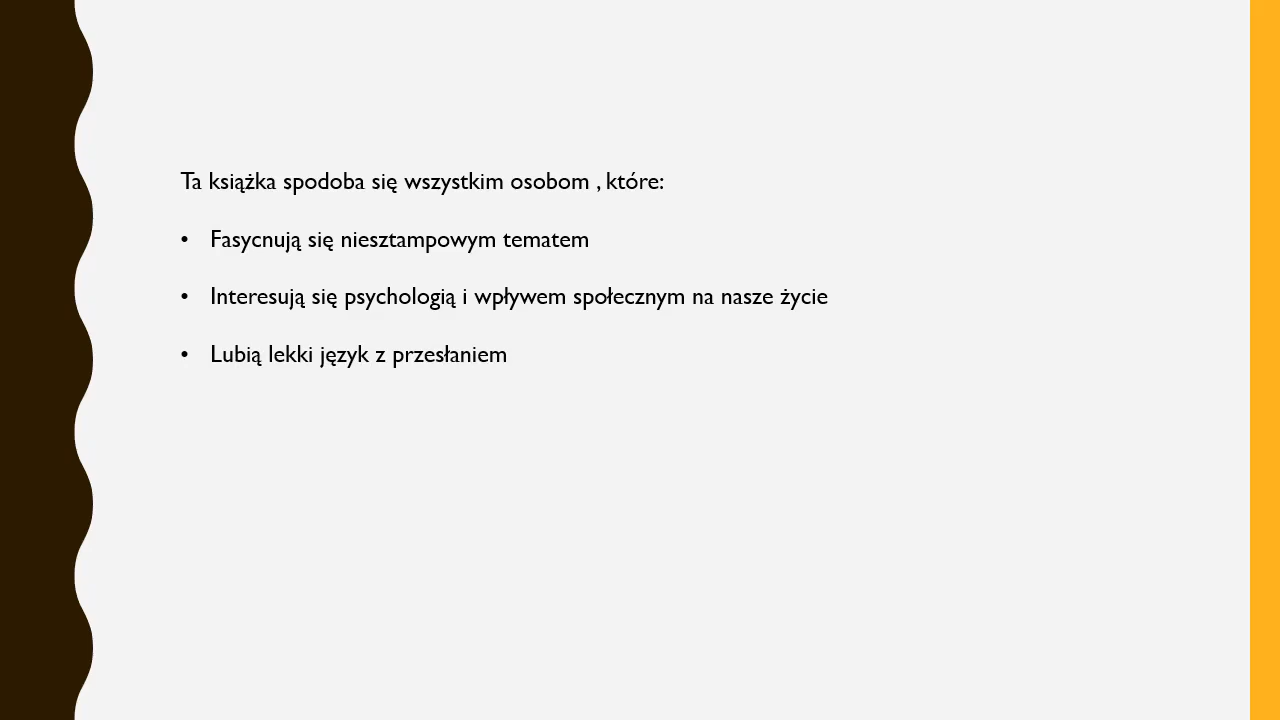 Ta książka spodoba się wszystkim osobom , które:
• Fasycnują się niesztampowym tematem
• Interesują się psychologią i wpływem społecznym na nasze życie
• Lubią lekki język z przesłaniem